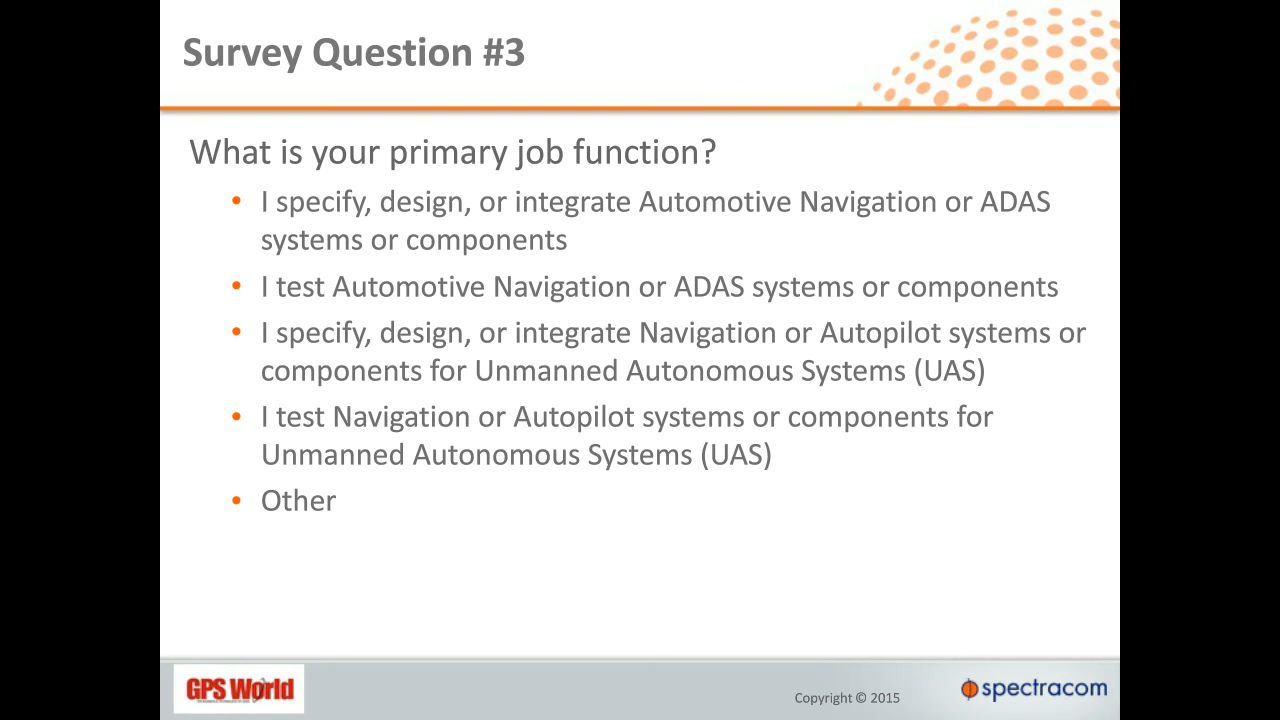 Survey Question #3
What is your primary job function?
• I specify, design, or integrate Automotive Navigation or ADAS
systems or components
• I test Automotive Navigation or ADAS systems or components
• I specify, design, or integrate Navigation or Autopilot systems or
components for Unmanned Autonomous Systems (UAS)
• I test Navigation or Autopilot systems or components for
Unmanned Autonomous Systems (UAS)
• Other
GPS World
Copyright © 2015
spectracom